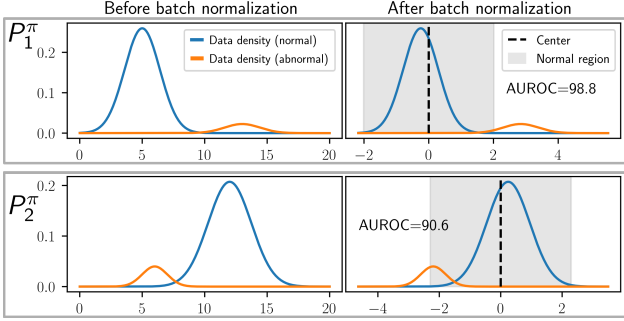 Before batch normalization
After batch normalization
P₁^π
0.2
0.1
0.0
Data density (normal)
Data density (abnormal)
0 5 10 15 20
Center
Normal region
AUROC=98.8
−2 0 2 4
P₂^π
0.2
0.1
0.0
0 5 10 15 20
AUROC=90.6
−4 −2 0 2